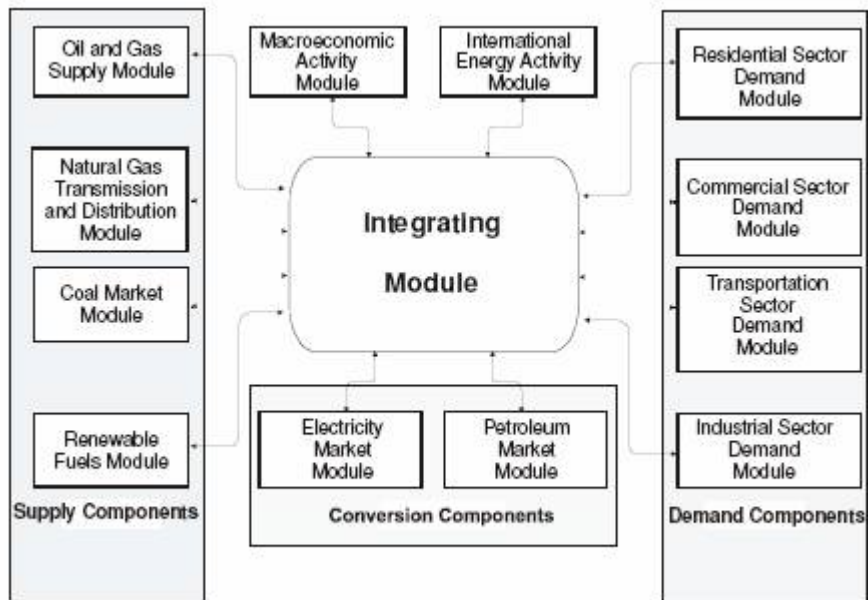 Oil and Gas
Supply Module
Natural Gas
Transmission
and Distribution
Module
Coal Market
Module
Renewable
Fuels Module
Supply Components
Macroeconomic
Activity
Module
International
Energy Activity
Module
Integrating
Module
Electricity
Market
Module
Petroleum
Market
Module
Conversion Components
Residential Sector
Demand
Module
Commercial Sector
Demand
Module
Transportation
Sector
Demand
Module
Industrial Sector
Demand
Module
Demand Components